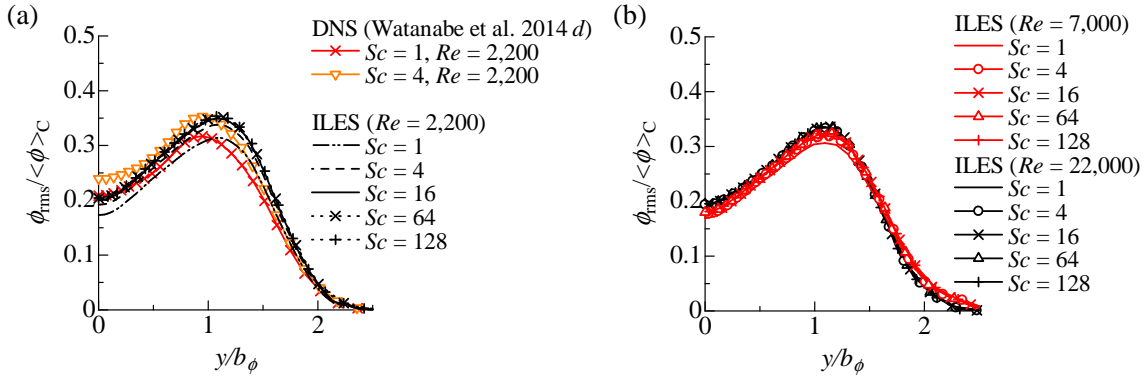 (a)
DNS (Watanabe et al. 2014 d)
Sc = 1, Re = 2,200
Sc = 4, Re = 2,200
ILES (Re = 2,200)
Sc = 1
Sc = 4
Sc = 16
Sc = 64
Sc = 128
0.5
0.4
0.3
0.2
0.1
0
0
1
2
ϕrms/<ϕ>C
y/bϕ
(b)
ILES (Re = 7,000)
Sc = 1
Sc = 4
Sc = 16
Sc = 64
Sc = 128
ILES (Re = 22,000)
Sc = 1
Sc = 4
Sc = 16
Sc = 64
Sc = 128
0.5
0.4
0.3
0.2
0.1
0
0
1
2
ϕrms/<ϕ>C
y/bϕ